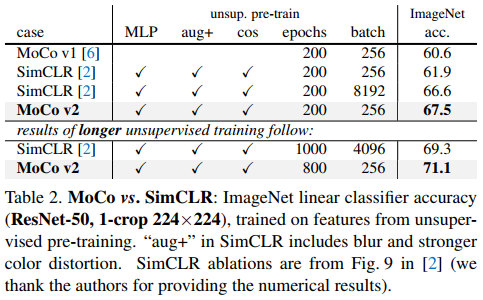 unsup. pre-train ImageNet
case MLP aug+ cos epochs batch acc.
MoCo v1 [6] 200 256 60.6
SimCLR [2] ✓ ✓ ✓ 200 256 61.9
SimCLR [2] ✓ ✓ ✓ 200 8192 66.6
MoCo v2 ✓ ✓ ✓ 200 256 67.5
results of longer unsupervised training follow:
SimCLR [2] ✓ ✓ ✓ 1000 4096 69.3
MoCo v2 ✓ ✓ ✓ 800 256 71.1
Table 2. MoCo vs. SimCLR: ImageNet linear classifier accuracy
(ResNet-50, 1-crop 224×224), trained on features from unsuper-
vised pre-training. “aug+” in SimCLR includes blur and stronger
color distortion. SimCLR ablations are from Fig. 9 in [2] (we
thank the authors for providing the numerical results).